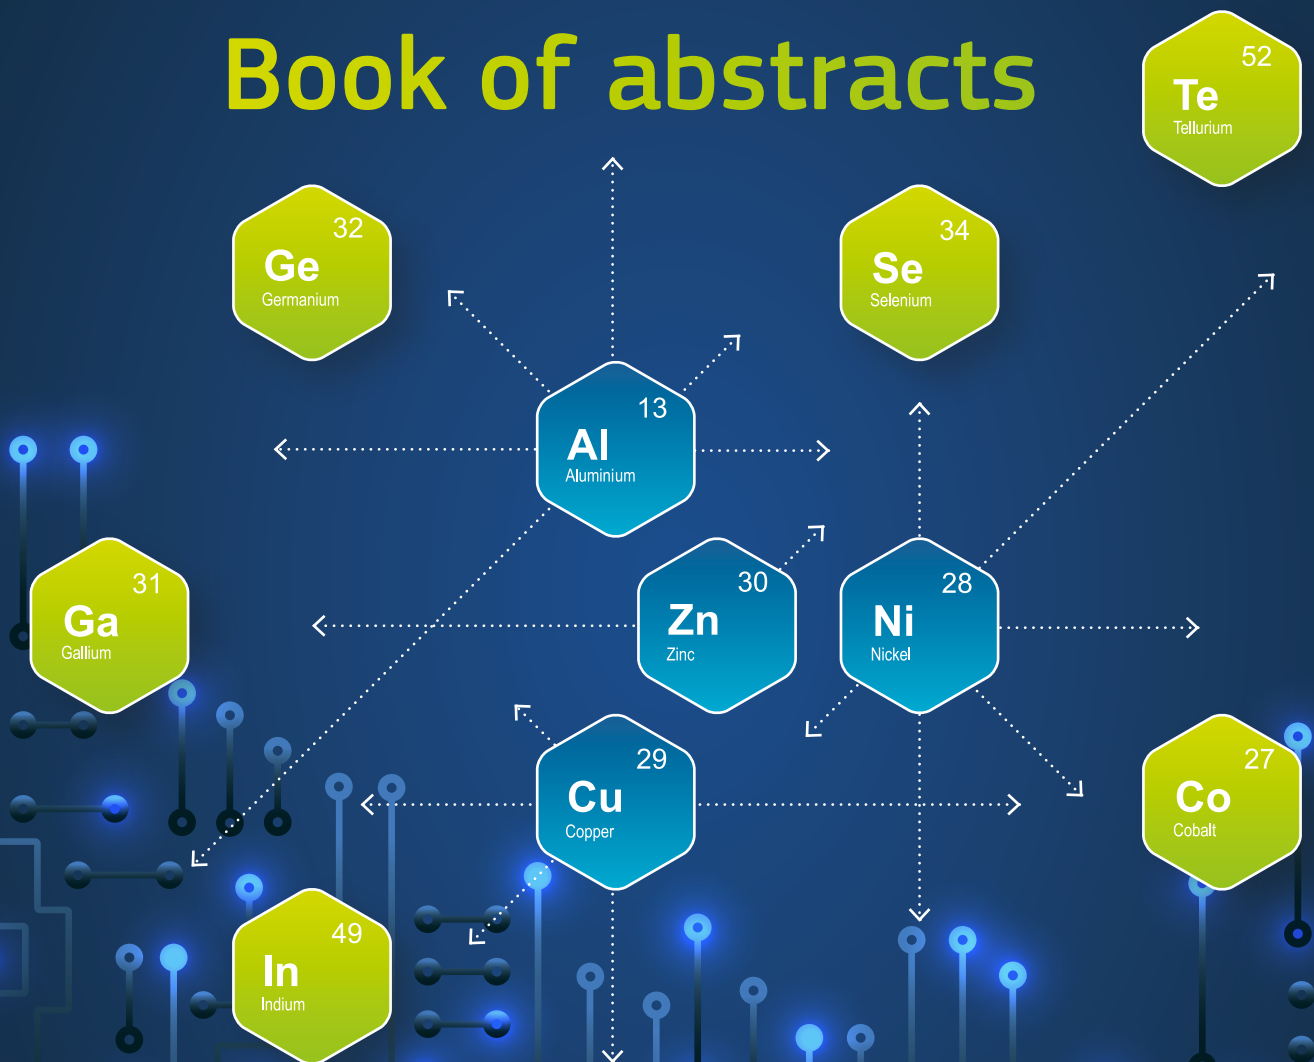 Book of abstracts
52
Te
Tellurium
32
Ge
Germanium
34
Se
Selenium
13
Al
Aluminium
31
Ga
Gallium
30
Zn
Zinc
28
Ni
Nickel
29
Cu
Copper
27
Co
Cobalt
49
In
Indium